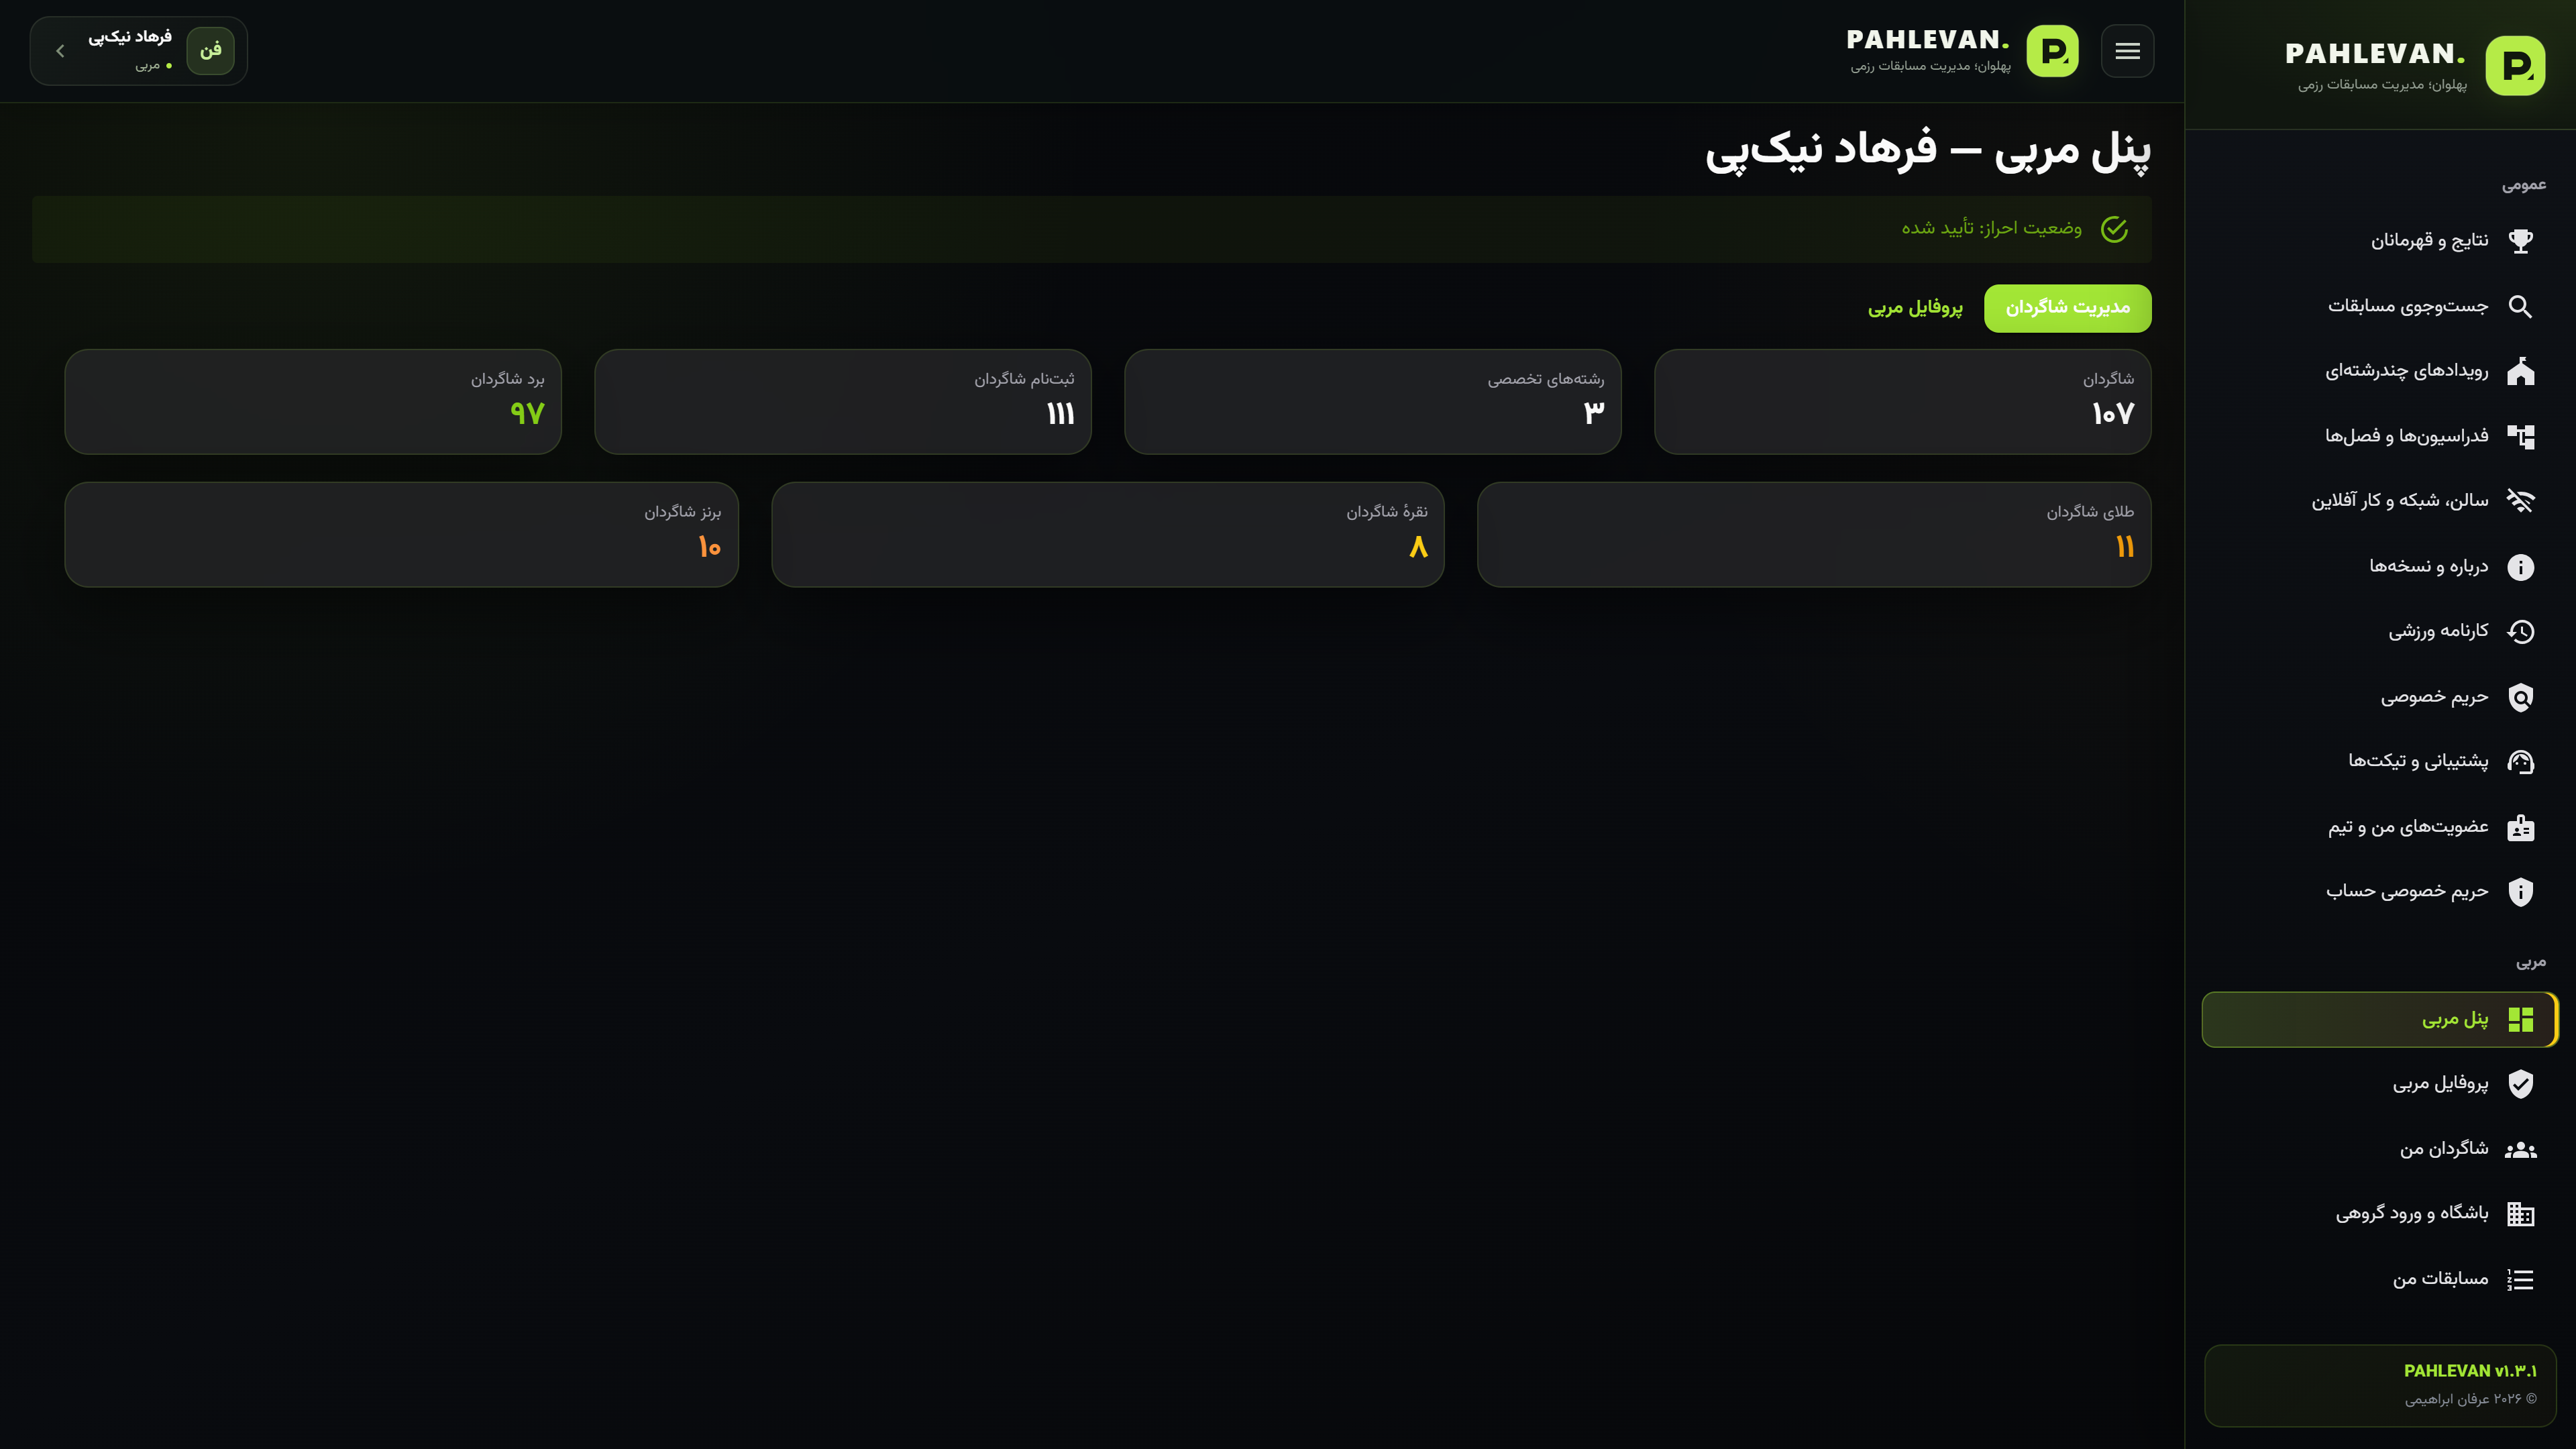 PAHLEVAN.
پهلوان؛ مدیریت مسابقات رزمی
عمومی
نتایج و قهرمانان
جست‌وجوی مسابقات
رویدادهای چندرشته‌ای
فدراسیون‌ها و فصل‌ها
سالن، شبکه و کار آفلاین
درباره و نسخه‌ها
کارنامه ورزشی
حریم خصوصی
پشتیبانی و تیکت‌ها
عضویت‌های من و تیم
حریم خصوصی حساب
مربی
پنل مربی
پروفایل مربی
شاگردان من
باشگاه و ورود گروهی
مسابقات من
PAHLEVAN v۱.۳.۱
© ۲۰۲۶ عرفان ابراهیمی
PAHLEVAN.
پهلوان؛ مدیریت مسابقات رزمی
فن
فرهاد نیک‌پی
مربی
پنل مربی — فرهاد نیک‌پی
وضعیت احراز: تأیید شده
مدیریت شاگردان
پروفایل مربی
شاگردان
۱۰۷
رشته‌های تخصصی
۳
ثبت‌نام شاگردان
۱۱۱
برد شاگردان
۹۷
طلای شاگردان
۱۱
نقرهٔ شاگردان
۸
برنز شاگردان
۱۰